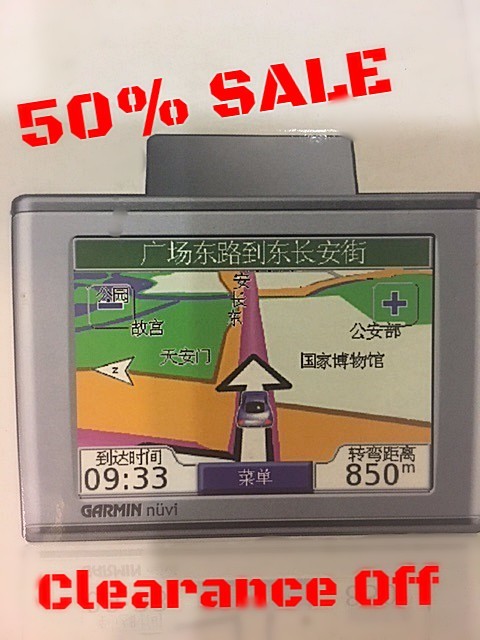 50% SALE
广场东路到东长安街
公园
安
长
东
故宫
公安部
天安门
国家博物馆
N
到达时间
转弯距离
09:33
菜单
850m
GARMIN nüvi
Clearance Off